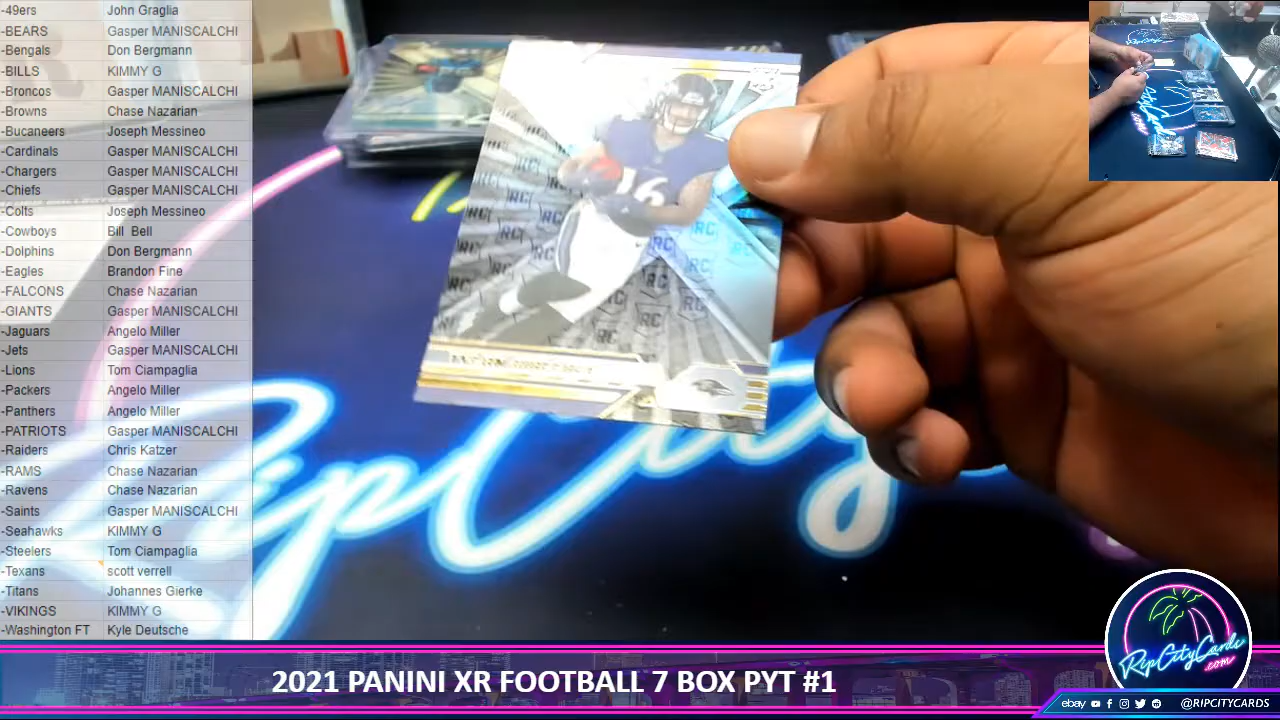 -49ers John Graglia
-BEARS Gasper MANISCALCHI
-Bengals Don Bergmann
-BILLS KIMMY G
-Broncos Gasper MANISCALCHI
-Browns Chase Nazarian
-Bucaneers Joseph Messineo
-Cardinals Gasper MANISCALCHI
-Chargers Gasper MANISCALCHI
-Chiefs Gasper MANISCALCHI
-Colts Joseph Messineo
-Cowboys Bill Bell
-Dolphins Don Bergmann
-Eagles Brandon Fine
-FALCONS Chase Nazarian
-GIANTS Gasper MANISCALCHI
-Jaguars Angelo Miller
-Jets Gasper MANISCALCHI
-Lions Tom Ciampaglia
-Packers Angelo Miller
-Panthers Angelo Miller
-PATRIOTS Gasper MANISCALCHI
-Raiders Chris Katzer
-RAMS Chase Nazarian
-Ravens Chase Nazarian
-Saints Gasper MANISCALCHI
-Seahawks KIMMY G
-Steelers Tom Ciampaglia
-Texans scott verrell
-Titans Johannes Gierke
-VIKINGS KIMMY G
-Washington FT Kyle Deutsche
16
RC
RipCity
RipCityCards
.com
2021 PANINI XR FOOTBALL 7 BOX PYT #1
ebay @RIPCITYCARDS